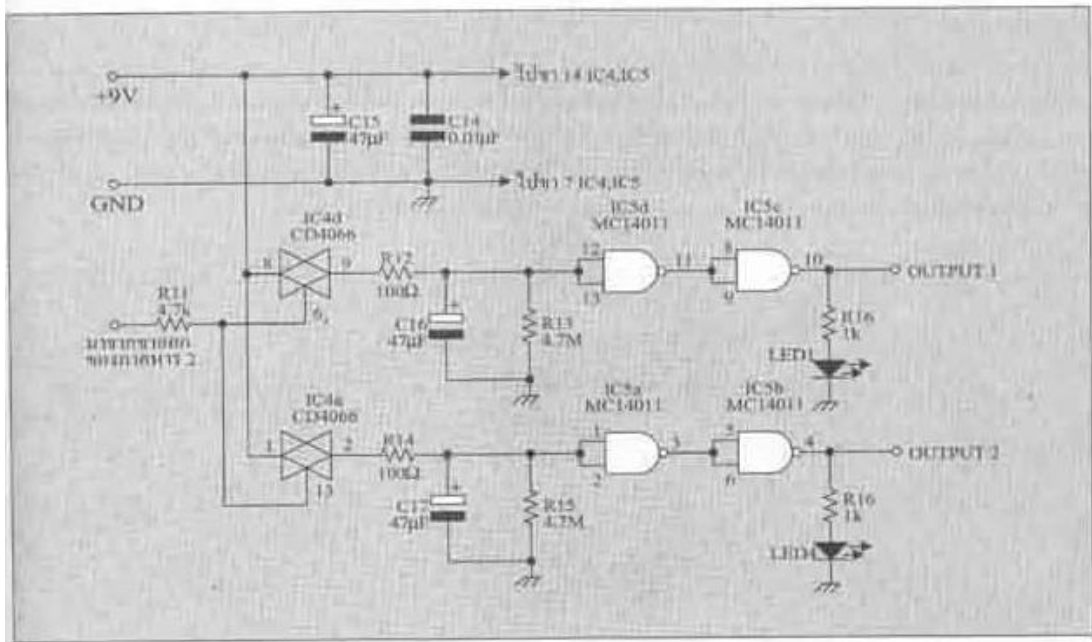 +9V
ไปขา 14 IC4,IC5
C15
47µF
C14
0.01µF
GND
ไปขา 7 IC4,IC5
IC4d
CD4066
8
9
6
R12
100Ω
C16
47µF
R13
4.7M
IC5d
MC14011
12
13
11
IC5c
MC14011
8
9
10
OUTPUT 1
R16
1k
LED1
R11
4.7k
IC4a
CD4066
1
2
13
R14
100Ω
C17
47µF
R15
4.7M
IC5a
MC14011
1
2
3
IC5b
MC14011
5
6
4
OUTPUT 2
R16
1k